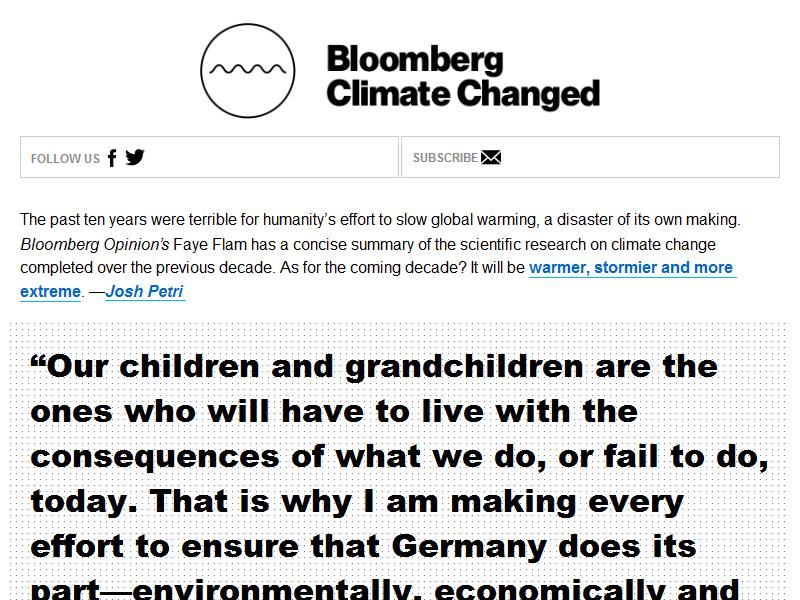 Bloomberg
Climate Changed
FOLLOW US
SUBSCRIBE
The past ten years were terrible for humanity’s effort to slow global warming, a disaster of its own making.
Bloomberg Opinion’s Faye Flam has a concise summary of the scientific research on climate change
completed over the previous decade. As for the coming decade? It will be warmer, stormier and more
extreme. —Josh Petri
“Our children and grandchildren are the
ones who will have to live with the
consequences of what we do, or fail to do,
today. That is why I am making every
effort to ensure that Germany does its
part—environmentally, economically and